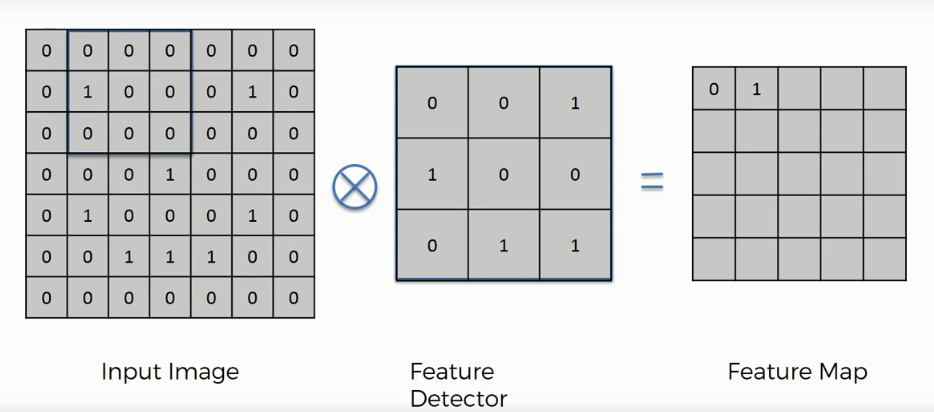 0 0 0 0 0 0 0
0 1 0 0 0 1 0
0 0 0 0 0 0 0
0 0 0 1 0 0 0
0 1 0 0 0 1 0
0 0 1 1 1 0 0
0 0 0 0 0 0 0
Input Image
0 0 1
1 0 0
0 1 1
Feature
Detector
=
0 1
Feature Map